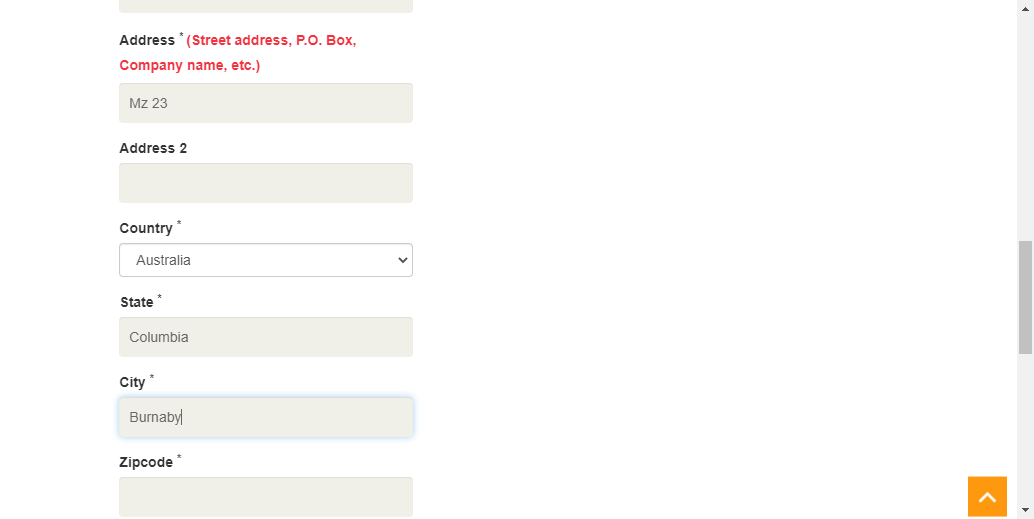 Address * (Street address, P.O. Box,
Company name, etc.)
Mz 23
Address 2
Country *
Australia
State *
Columbia
City *
Burnaby
Zipcode *